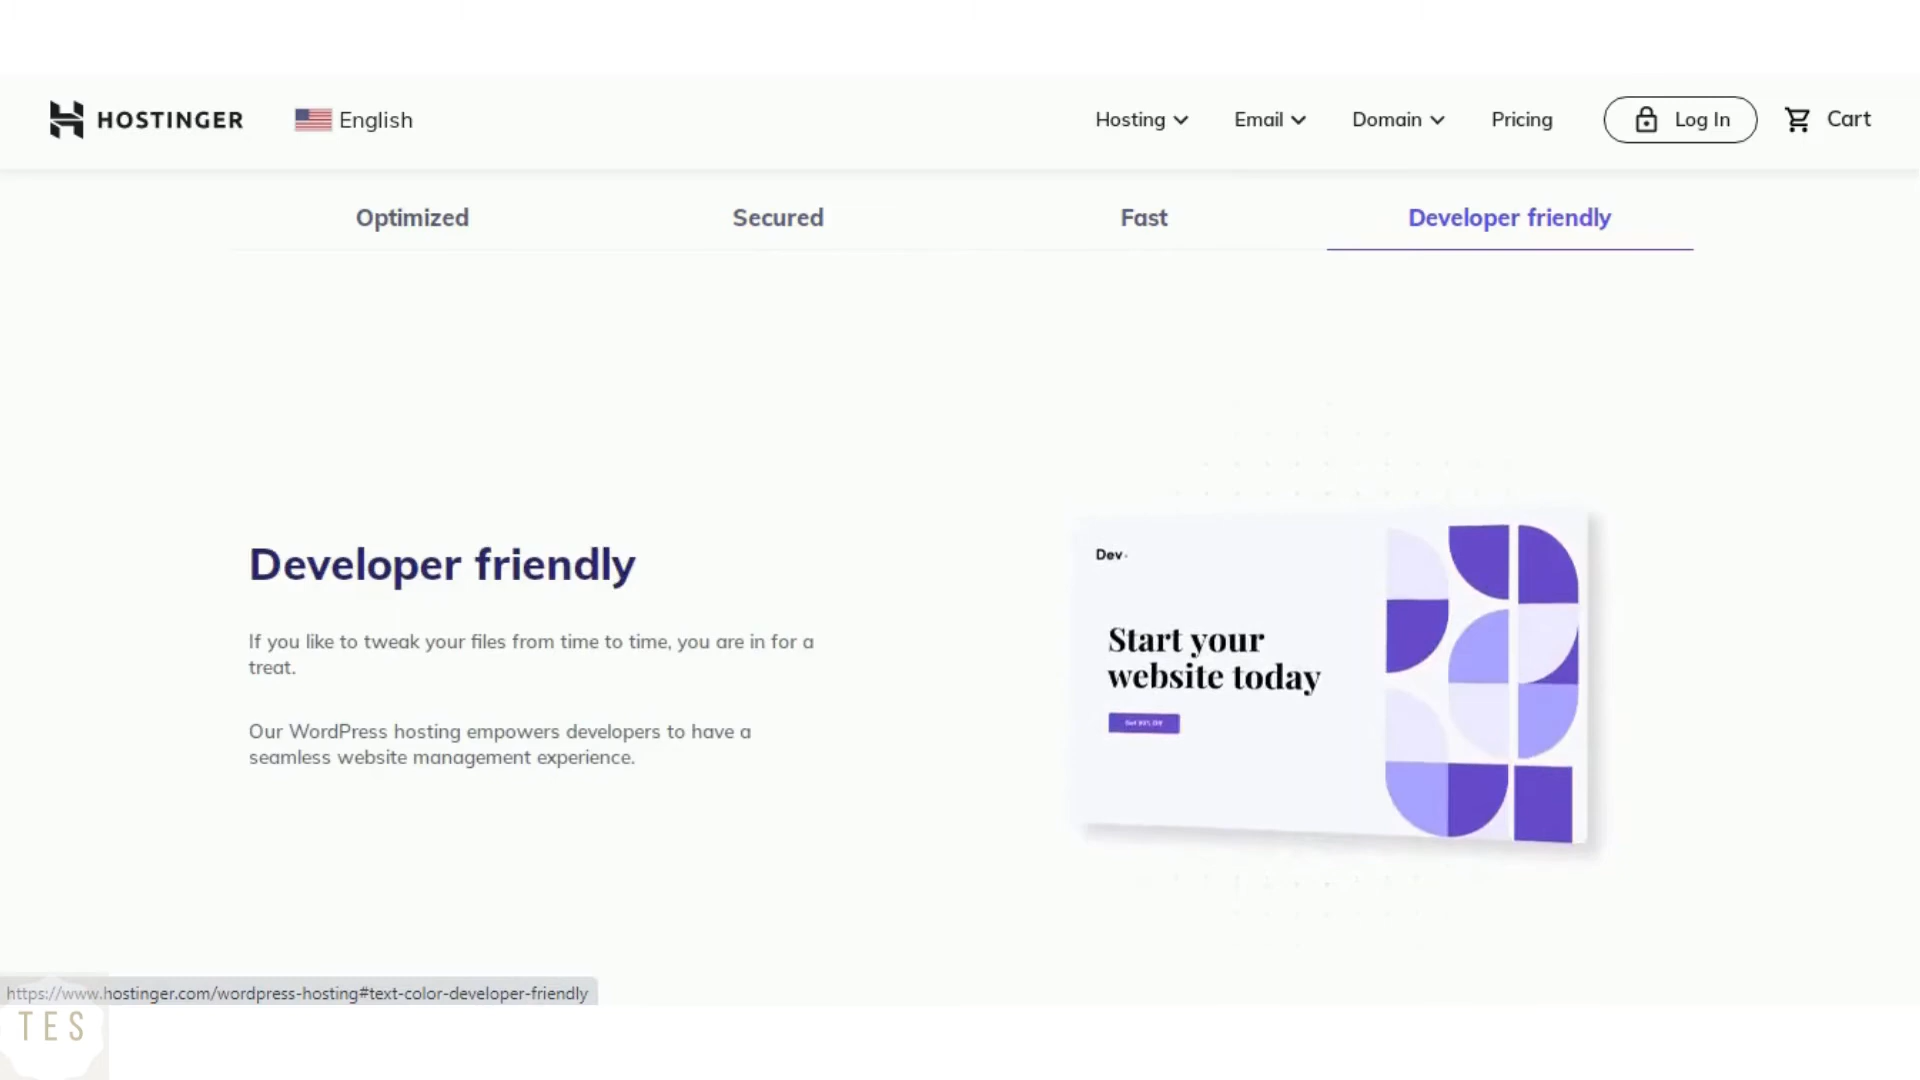 HOSTINGER
English
Hosting
Email
Domain
Pricing
Log In
Cart
Optimized
Secured
Fast
Developer friendly
Developer friendly
If you like to tweak your files from time to time, you are in for a
treat.
Our WordPress hosting empowers developers to have a
seamless website management experience.
Dev
Start your
website today
https://www.hostinger.com/wordpress-hosting#text-color-developer-friendly
TES